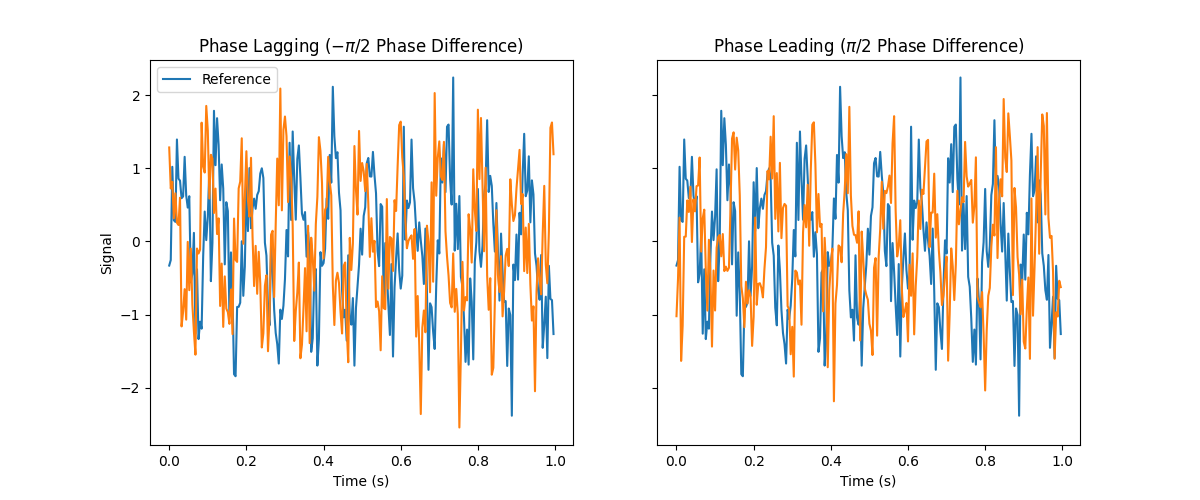 Phase Lagging (−π/2 Phase Difference)
Reference
Signal
2
1
0
−1
−2
0.0 0.2 0.4 0.6 0.8 1.0
Time (s)
Phase Leading (π/2 Phase Difference)
0.0 0.2 0.4 0.6 0.8 1.0
Time (s)